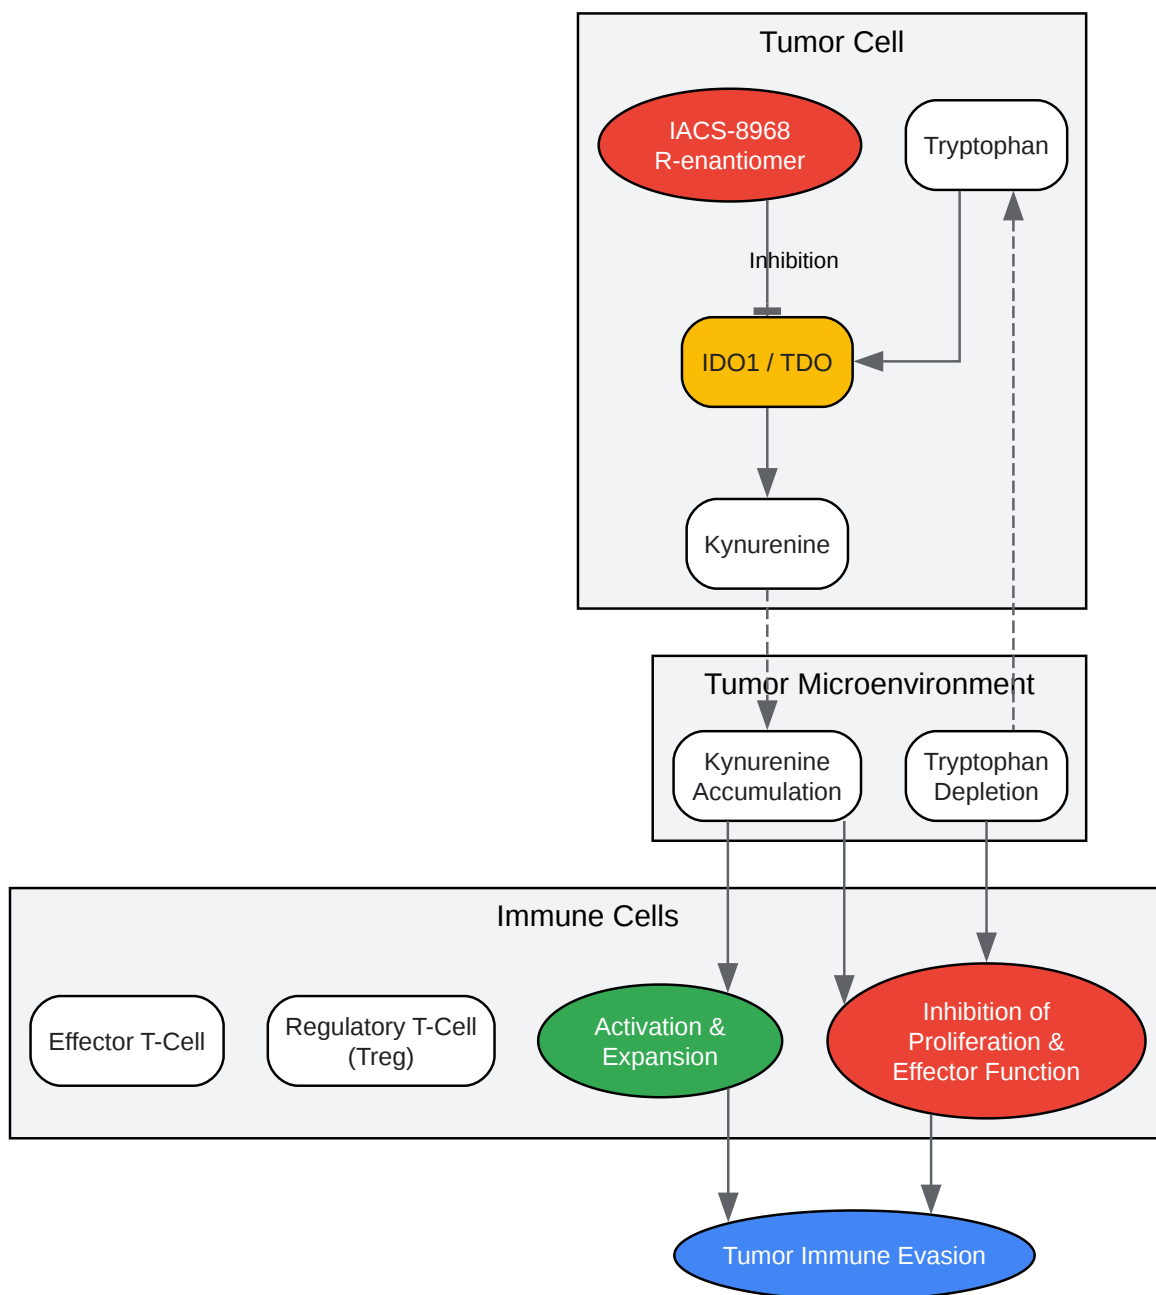 Tumor Cell
IACS-8968
R-enantiomer
Tryptophan
Inhibition
IDO1 / TDO
Kynurenine
Tumor Microenvironment
Kynurenine
Accumulation
Tryptophan
Depletion
Immune Cells
Effector T-Cell
Regulatory T-Cell
(Treg)
Activation &
Expansion
Inhibition of
Proliferation &
Effector Function
Tumor Immune Evasion